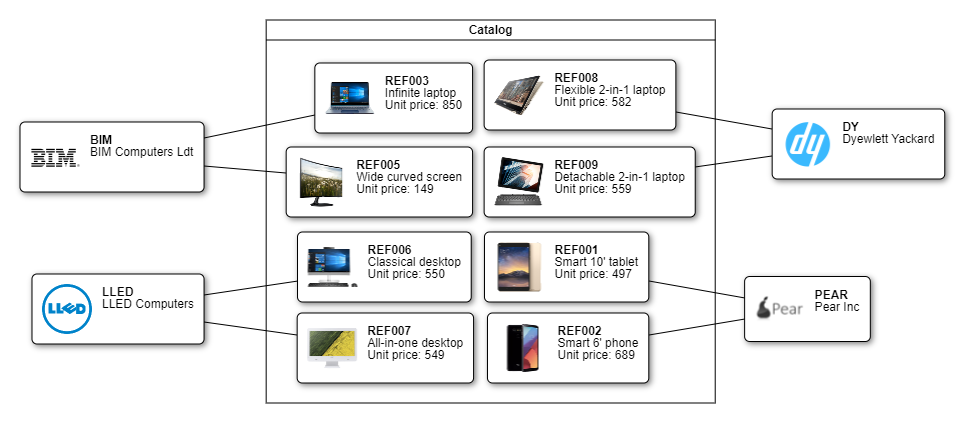 Catalog
REF003
Infinite laptop
Unit price: 850
REF008
Flexible 2-in-1 laptop
Unit price: 582
BIM
BIM.
BIM Computers Ldt
dy
DY
Dyewlett Yackard
REF005
Wide curved screen
Unit price: 149
REF009
Detachable 2-in-1 laptop
Unit price: 559
REF006
Classical desktop
Unit price: 550
REF001
Smart 10' tablet
Unit price: 497
LLED
LLED
LLED Computers
Pear
PEAR
Pear Inc
REF007
All-in-one desktop
Unit price: 549
REF002
Smart 6' phone
Unit price: 689